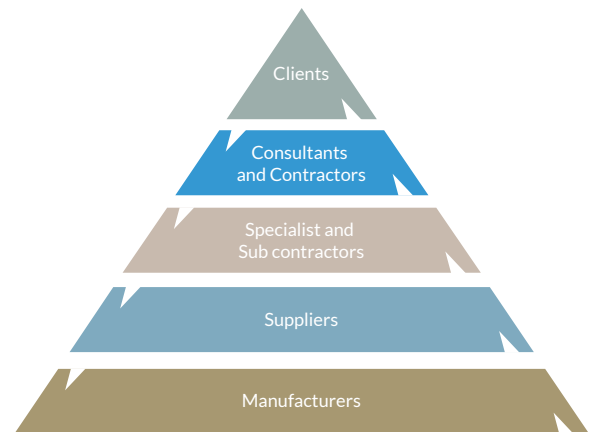 Clients
Consultants
and Contractors
Specialist and
Sub contractors
Suppliers
Manufacturers